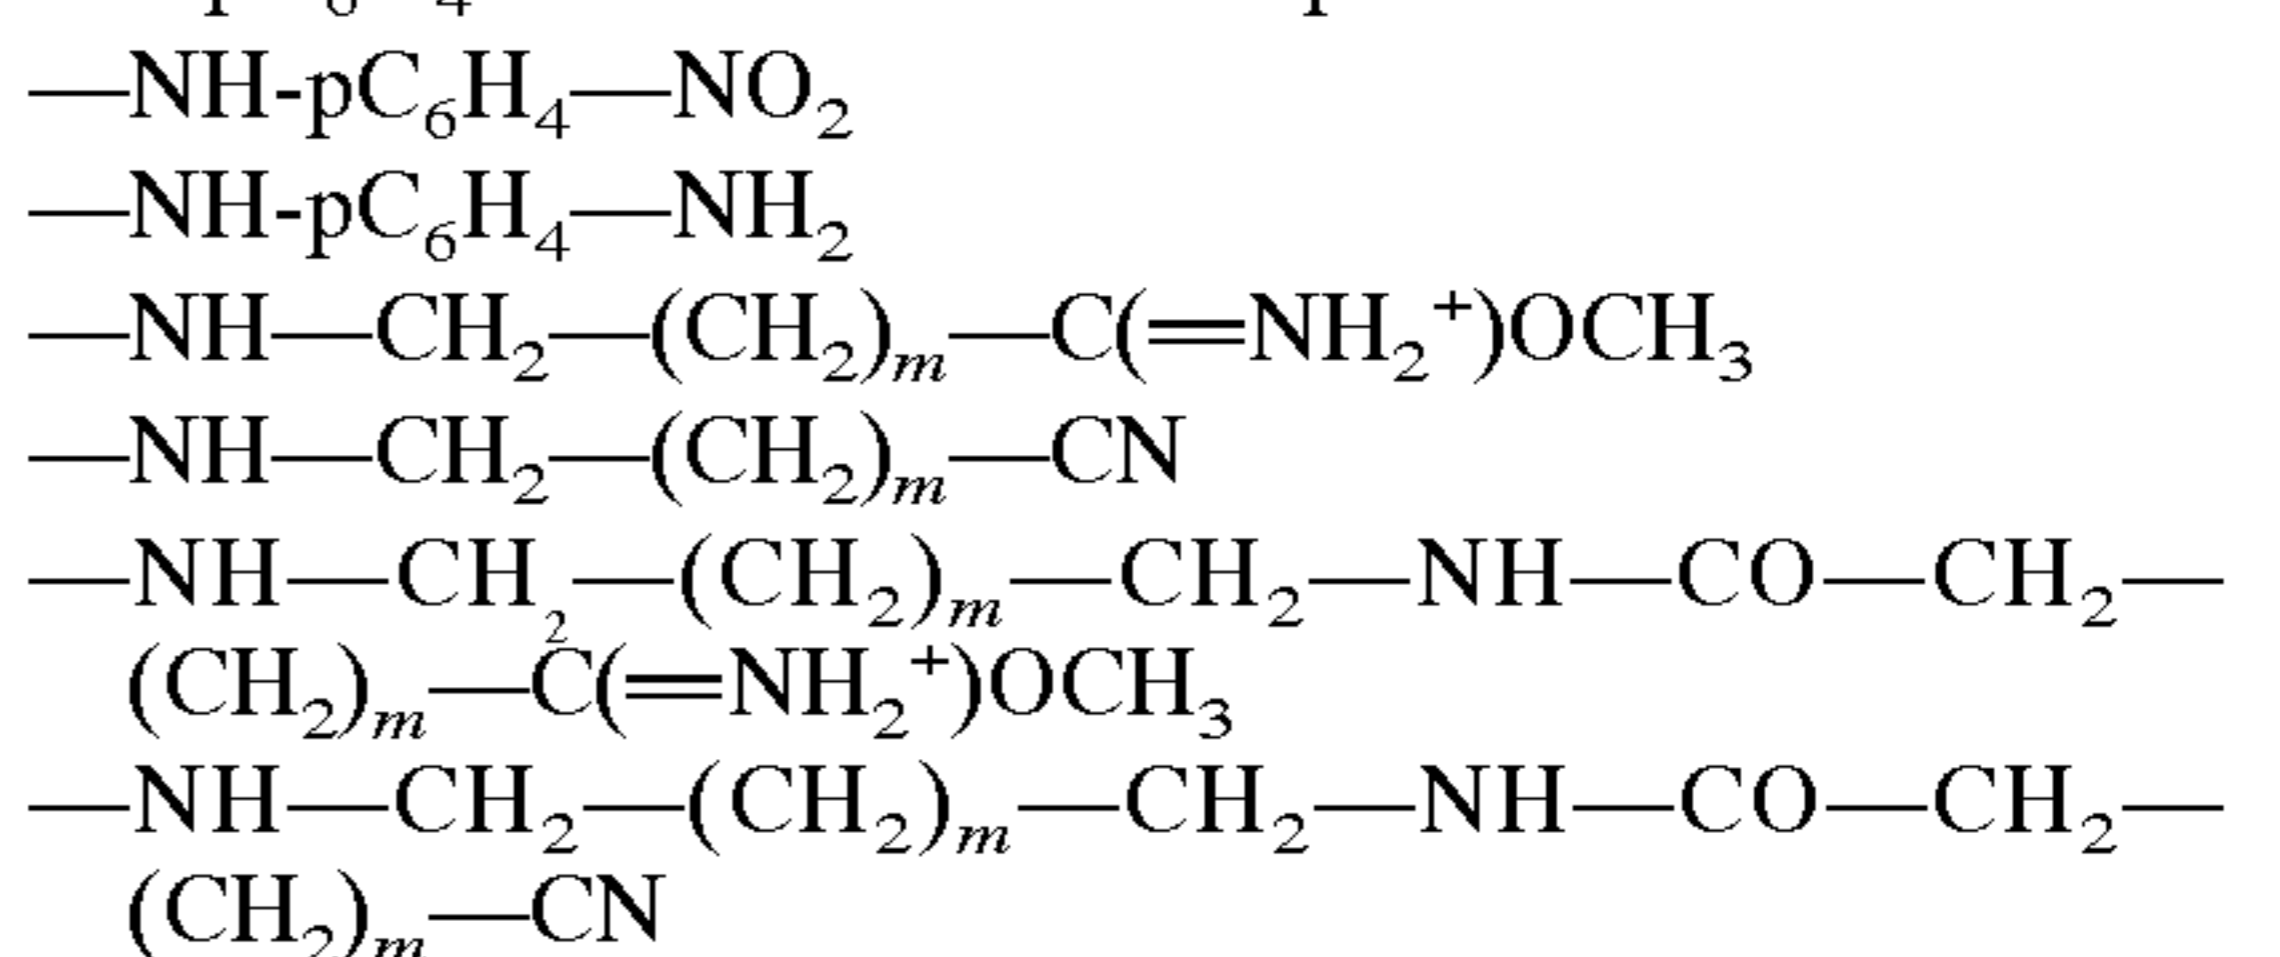 —NH-pC₆H₄—NO₂
—NH-pC₆H₄—NH₂
—NH—CH₂—(CH₂)ₘ—C(=NH₂⁺)OCH₃
—NH—CH₂—(CH₂)ₘ—CN
—NH—CH₂—(CH₂)ₘ—CH₂—NH—CO—CH₂—
(CH₂)ₘ—C(=NH₂⁺)OCH₃
—NH—CH₂—(CH₂)ₘ—CH₂—NH—CO—CH₂—
(CH₂)ₘ—CN